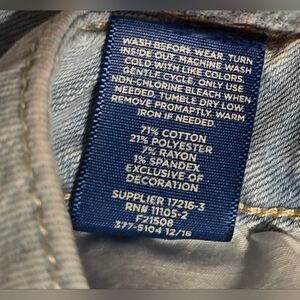 WASH BEFORE WEAR. TURN
INSIDE OUT. MACHINE WASH
COLD WITH LIKE COLORS
GENTLE CYCLE. ONLY USE
NON-CHLORINE BLEACH WHEN
NEEDED. TUMBLE DRY LOW.
REMOVE PROMAPTLY. WARM
IRON IF NEEDED.
71% COTTON
21% POLYESTER
7% RAYON
1% SPANDEX
EXCLUSIVE OF
DECORATION
SUPPLIER 17216-3
RN# 11105-2
F21508
377-5104 12/18